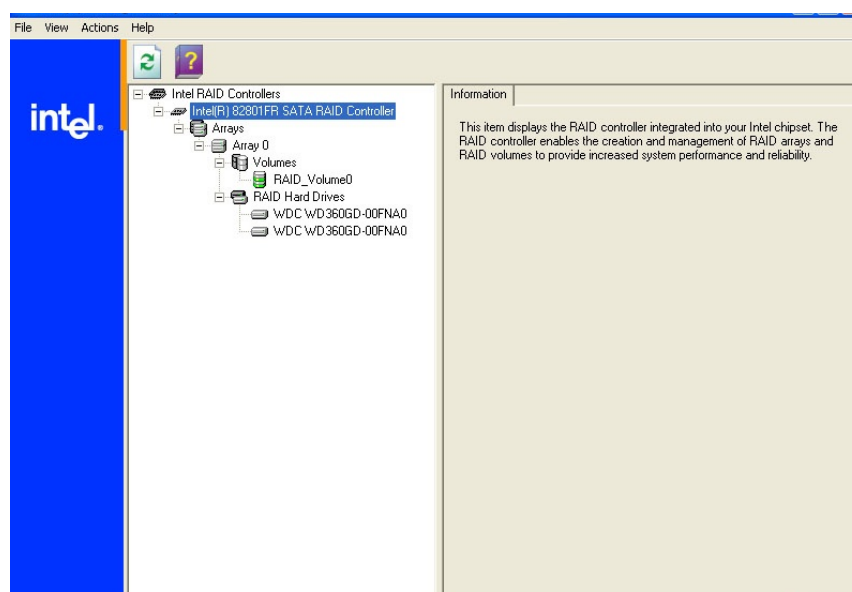 File View Actions Help
intel.
Intel RAID Controllers
Intel(R) 82801FR SATA RAID Controller
Arrays
Array 0
Volumes
RAID_Volume0
RAID Hard Drives
WDC WD360GD-00FNA0
WDC WD360GD-00FNA0
Information
This item displays the RAID controller integrated into your Intel chipset. The
RAID controller enables the creation and management of RAID arrays and
RAID volumes to provide increased system performance and reliability.